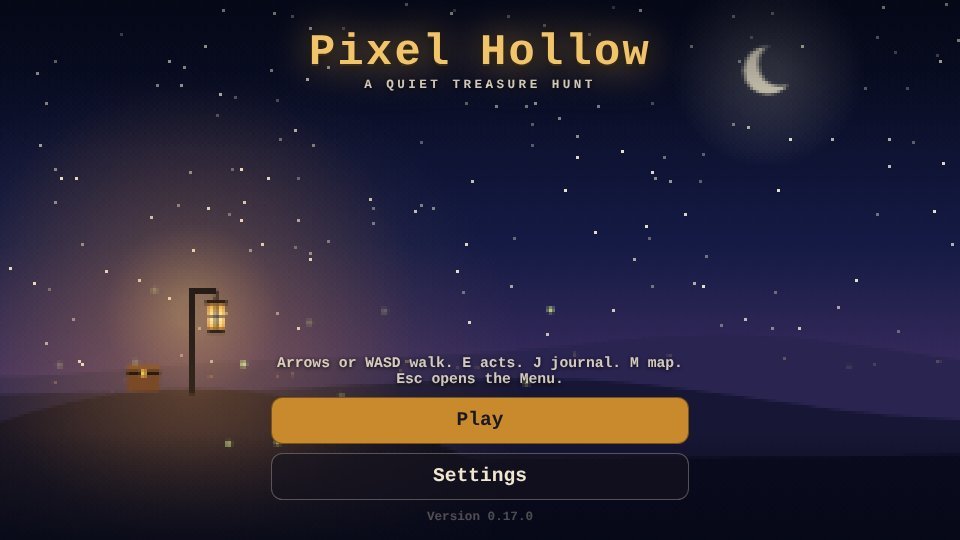 Pixel Hollow
A QUIET TREASURE HUNT
Arrows or WASD walk. E acts. J journal. M map.
Esc opens the Menu.
Play
Settings
Version 0.17.0